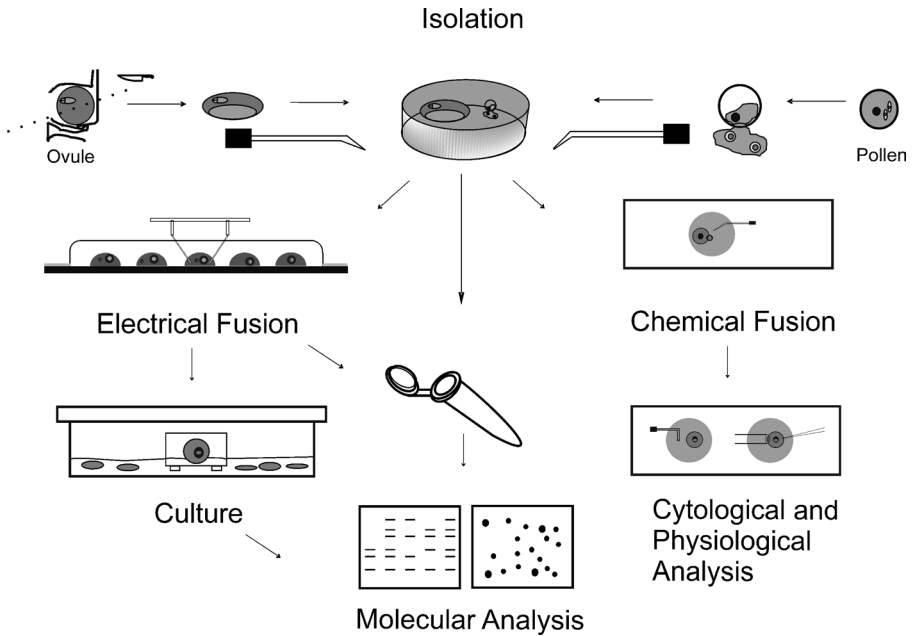 Isolation
Ovule
Pollen
Electrical Fusion
Chemical Fusion
Culture
Cytological and
Physiological
Analysis
Molecular Analysis